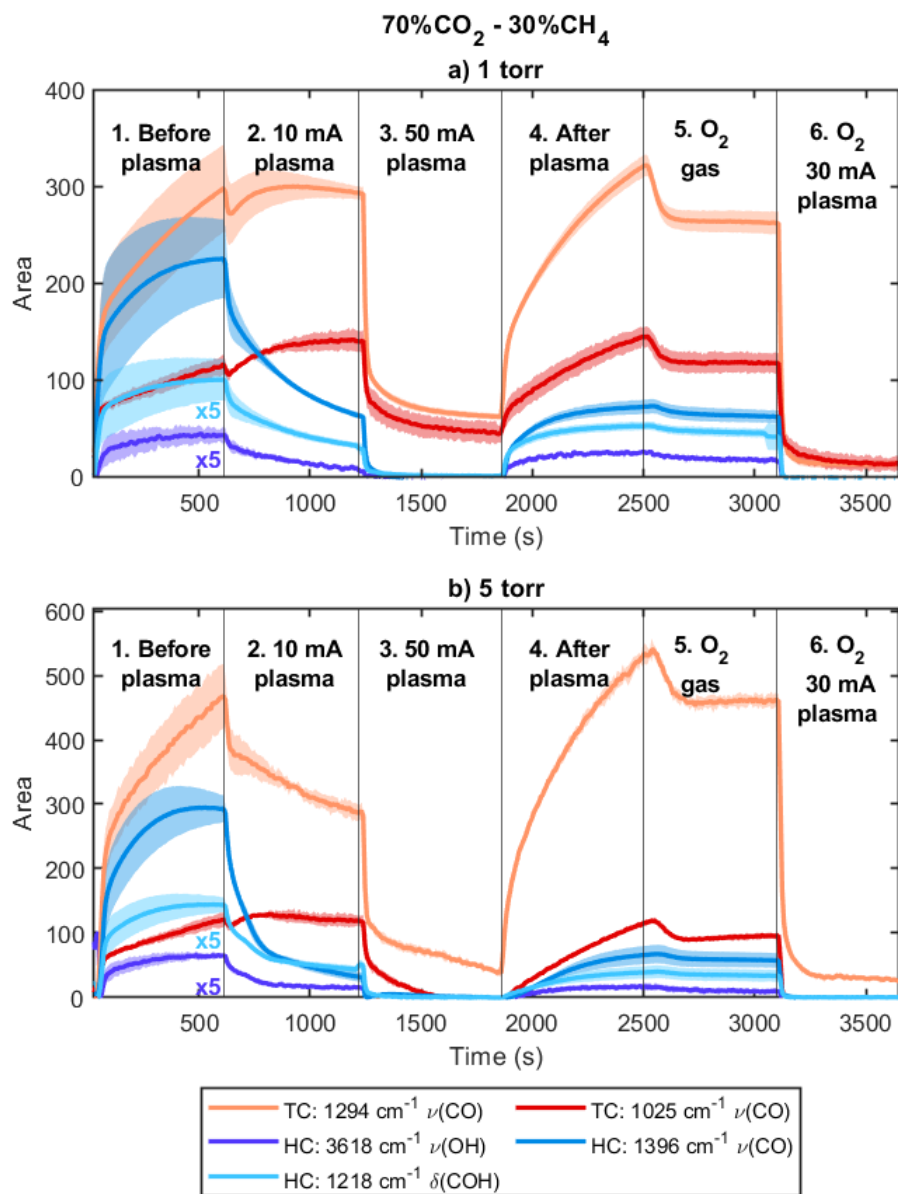 70%CO₂ - 30%CH₄
a) 1 torr
400
300
200
100
0
Area
1. Before plasma
2. 10 mA plasma
3. 50 mA plasma
4. After plasma
5. O₂ gas
6. O₂ 30 mA plasma
x5
x5
500 1000 1500 2000 2500 3000 3500
Time (s)
b) 5 torr
600
500
400
300
200
100
0
Area
1. Before plasma
2. 10 mA plasma
3. 50 mA plasma
4. After plasma
5. O₂ gas
6. O₂ 30 mA plasma
x5
x5
500 1000 1500 2000 2500 3000 3500
Time (s)
TC: 1294 cm⁻¹ ν(CO) TC: 1025 cm⁻¹ ν(CO)
HC: 3618 cm⁻¹ ν(OH) HC: 1396 cm⁻¹ ν(CO)
HC: 1218 cm⁻¹ δ(COH)